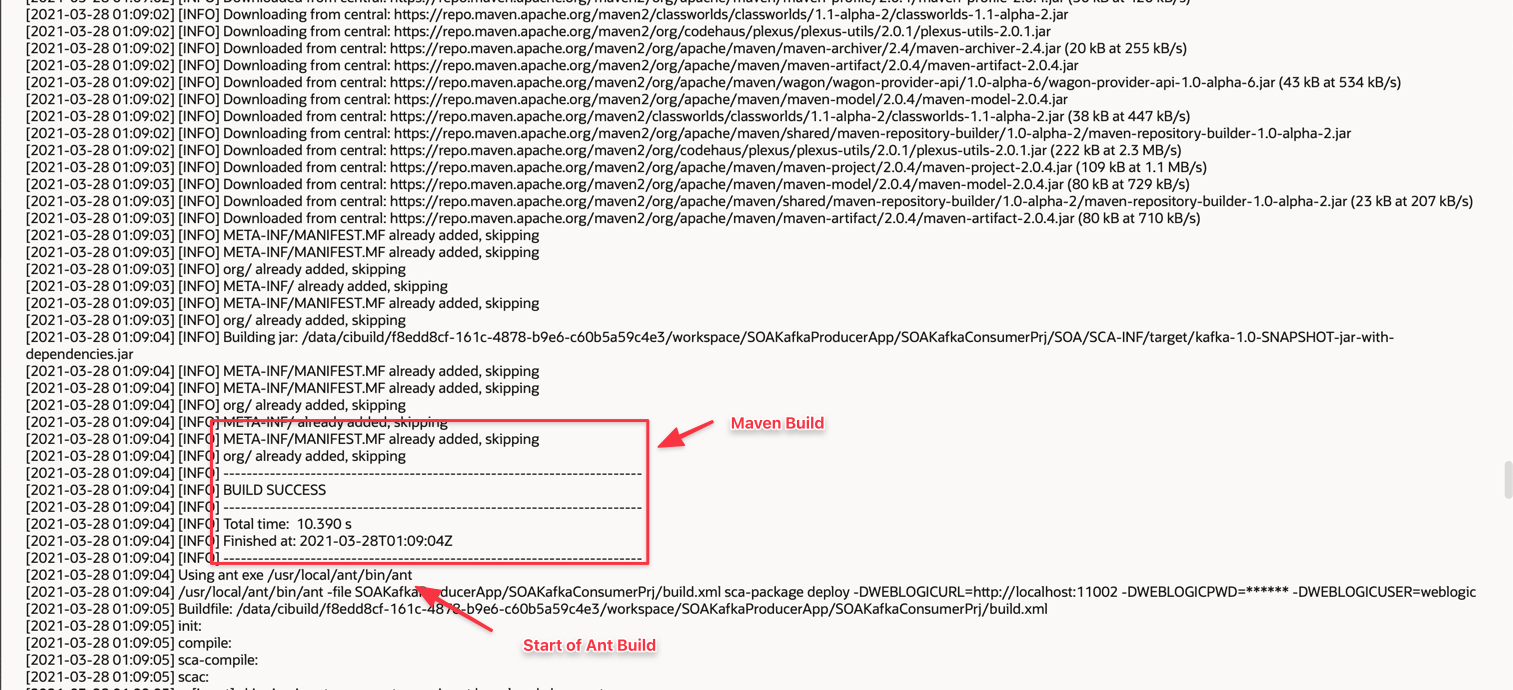 [2021-03-28 01:09:02] [INFO] Downloading from central: https://repo.maven.apache.org/maven2/classworlds/classworlds/1.1-alpha-2/classworlds-1.1-alpha-2.jar
[2021-03-28 01:09:02] [INFO] Downloading from central: https://repo.maven.apache.org/maven2/org/codehaus/plexus/plexus-utils/2.0.1/plexus-utils-2.0.1.jar
[2021-03-28 01:09:02] [INFO] Downloaded from central: https://repo.maven.apache.org/maven2/org/apache/maven/maven-archiver/2.4/maven-archiver-2.4.jar (20 kB at 255 kB/s)
[2021-03-28 01:09:02] [INFO] Downloading from central: https://repo.maven.apache.org/maven2/org/apache/maven/maven-artifact/2.0.4/maven-artifact-2.0.4.jar
[2021-03-28 01:09:02] [INFO] Downloaded from central: https://repo.maven.apache.org/maven2/org/apache/maven/wagon/wagon-provider-api/1.0-alpha-6/wagon-provider-api-1.0-alpha-6.jar (43 kB at 534 kB/s)
[2021-03-28 01:09:02] [INFO] Downloading from central: https://repo.maven.apache.org/maven2/org/apache/maven/maven-model/2.0.4/maven-model-2.0.4.jar
[2021-03-28 01:09:02] [INFO] Downloaded from central: https://repo.maven.apache.org/maven2/classworlds/classworlds/1.1-alpha-2/classworlds-1.1-alpha-2.jar (38 kB at 447 kB/s)
[2021-03-28 01:09:02] [INFO] Downloading from central: https://repo.maven.apache.org/maven2/org/apache/maven/shared/maven-repository-builder/1.0-alpha-2/maven-repository-builder-1.0-alpha-2.jar
[2021-03-28 01:09:02] [INFO] Downloaded from central: https://repo.maven.apache.org/maven2/org/codehaus/plexus/plexus-utils/2.0.1/plexus-utils-2.0.1.jar (222 kB at 2.3 MB/s)
[2021-03-28 01:09:03] [INFO] Downloaded from central: https://repo.maven.apache.org/maven2/org/apache/maven/maven-project/2.0.4/maven-project-2.0.4.jar (109 kB at 1.1 MB/s)
[2021-03-28 01:09:03] [INFO] Downloaded from central: https://repo.maven.apache.org/maven2/org/apache/maven/maven-model/2.0.4/maven-model-2.0.4.jar (80 kB at 729 kB/s)
[2021-03-28 01:09:03] [INFO] Downloaded from central: https://repo.maven.apache.org/maven2/org/apache/maven/shared/maven-repository-builder/1.0-alpha-2/maven-repository-builder-1.0-alpha-2.jar (23 kB at 207 kB/s)
[2021-03-28 01:09:03] [INFO] Downloaded from central: https://repo.maven.apache.org/maven2/org/apache/maven/maven-artifact/2.0.4/maven-artifact-2.0.4.jar (80 kB at 710 kB/s)
[2021-03-28 01:09:03] [INFO] META-INF/MANIFEST.MF already added, skipping
[2021-03-28 01:09:03] [INFO] META-INF/MANIFEST.MF already added, skipping
[2021-03-28 01:09:03] [INFO] org/ already added, skipping
[2021-03-28 01:09:03] [INFO] META-INF/ already added, skipping
[2021-03-28 01:09:03] [INFO] META-INF/MANIFEST.MF already added, skipping
[2021-03-28 01:09:03] [INFO] org/ already added, skipping
[2021-03-28 01:09:04] [INFO] Building jar: /data/cibuild/f8edd8cf-161c-4878-b9e6-c60b5a59c4e3/workspace/SOAKafkaProducerApp/SOAKafkaConsumerPrj/SOA/SCA-INF/target/kafka-1.0-SNAPSHOT-jar-with-
dependencies.jar
[2021-03-28 01:09:04] [INFO] META-INF/MANIFEST.MF already added, skipping
[2021-03-28 01:09:04] [INFO] META-INF/MANIFEST.MF already added, skipping
[2021-03-28 01:09:04] [INFO] org/ already added, skipping
[2021-03-28 01:09:04] [INFO] META-INF/ already added, skipping
Maven Build
[2021-03-28 01:09:04] [INFO] META-INF/MANIFEST.MF already added, skipping
[2021-03-28 01:09:04] [INFO] org/ already added, skipping
[2021-03-28 01:09:04] [INFO] ------------------------------------------------------------------------
[2021-03-28 01:09:04] [INFO] BUILD SUCCESS
[2021-03-28 01:09:04] [INFO] ------------------------------------------------------------------------
[2021-03-28 01:09:04] [INFO] Total time: 10.390 s
[2021-03-28 01:09:04] [INFO] Finished at: 2021-03-28T01:09:04Z
[2021-03-28 01:09:04] [INFO] ------------------------------------------------------------------------
[2021-03-28 01:09:04] Using ant exe /usr/local/ant/bin/ant
[2021-03-28 01:09:04] /usr/local/ant/bin/ant -file SOAKafkaProducerApp/SOAKafkaConsumerPrj/build.xml sca-package deploy -DWEBLOGICURL=http://localhost:11002 -DWEBLOGICPWD=****** -DWEBLOGICUSER=weblogic
[2021-03-28 01:09:05] Buildfile: /data/cibuild/f8edd8cf-161c-4878-b9e6-c60b5a59c4e3/workspace/SOAKafkaProducerApp/SOAKafkaConsumerPrj/build.xml
[2021-03-28 01:09:05] init:
[2021-03-28 01:09:05] compile:
Start of Ant Build
[2021-03-28 01:09:05] sca-compile:
[2021-03-28 01:09:05] scac: